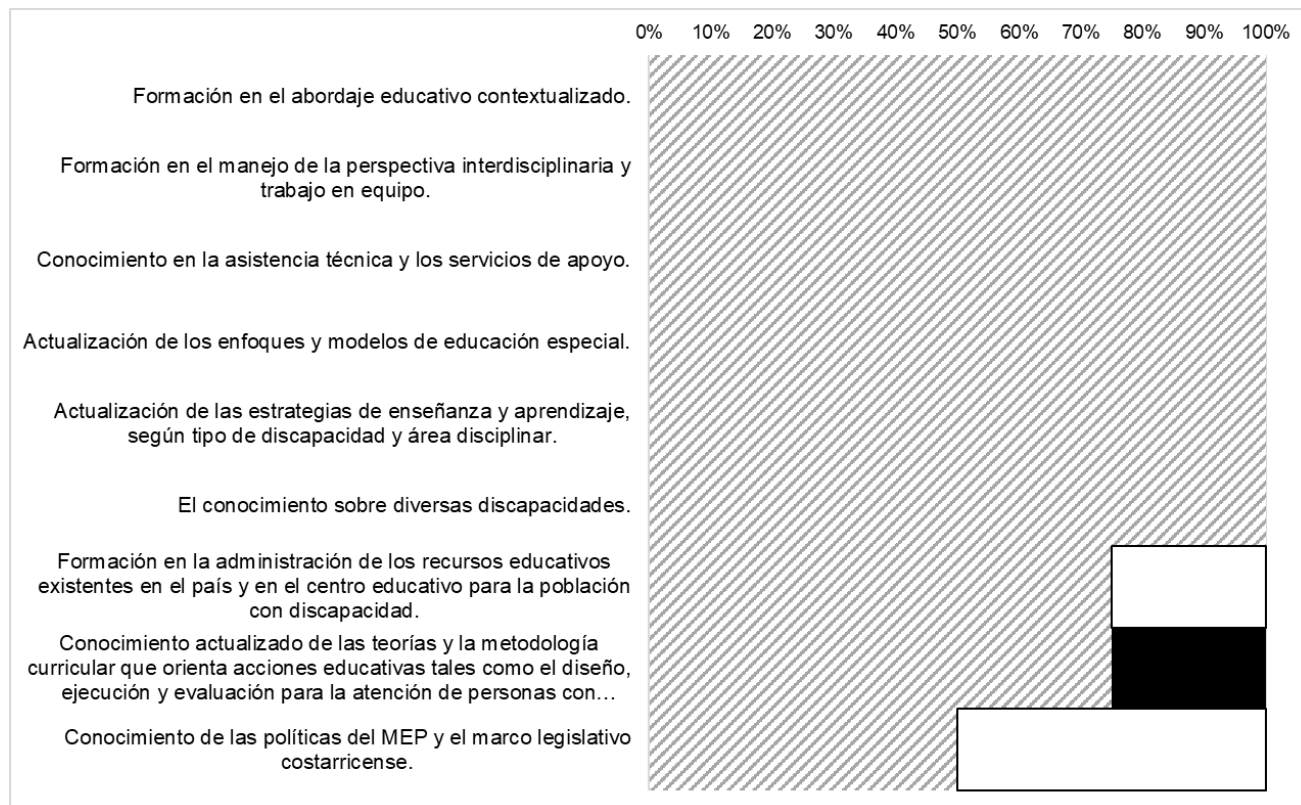 0% 10% 20% 30% 40% 50% 60% 70% 80% 90% 100%
Formación en el abordaje educativo contextualizado.
Formación en el manejo de la perspectiva interdisciplinaria y
trabajo en equipo.
Conocimiento en la asistencia técnica y los servicios de apoyo.
Actualización de los enfoques y modelos de educación especial.
Actualización de las estrategias de enseñanza y aprendizaje,
según tipo de discapacidad y área disciplinar.
El conocimiento sobre diversas discapacidades.
Formación en la administración de los recursos educativos
existentes en el país y en el centro educativo para la población
con discapacidad.
Conocimiento actualizado de las teorías y la metodología
curricular que orienta acciones educativas tales como el diseño,
ejecución y evaluación para la atención de personas con…
Conocimiento de las políticas del MEP y el marco legislativo
costarricense.